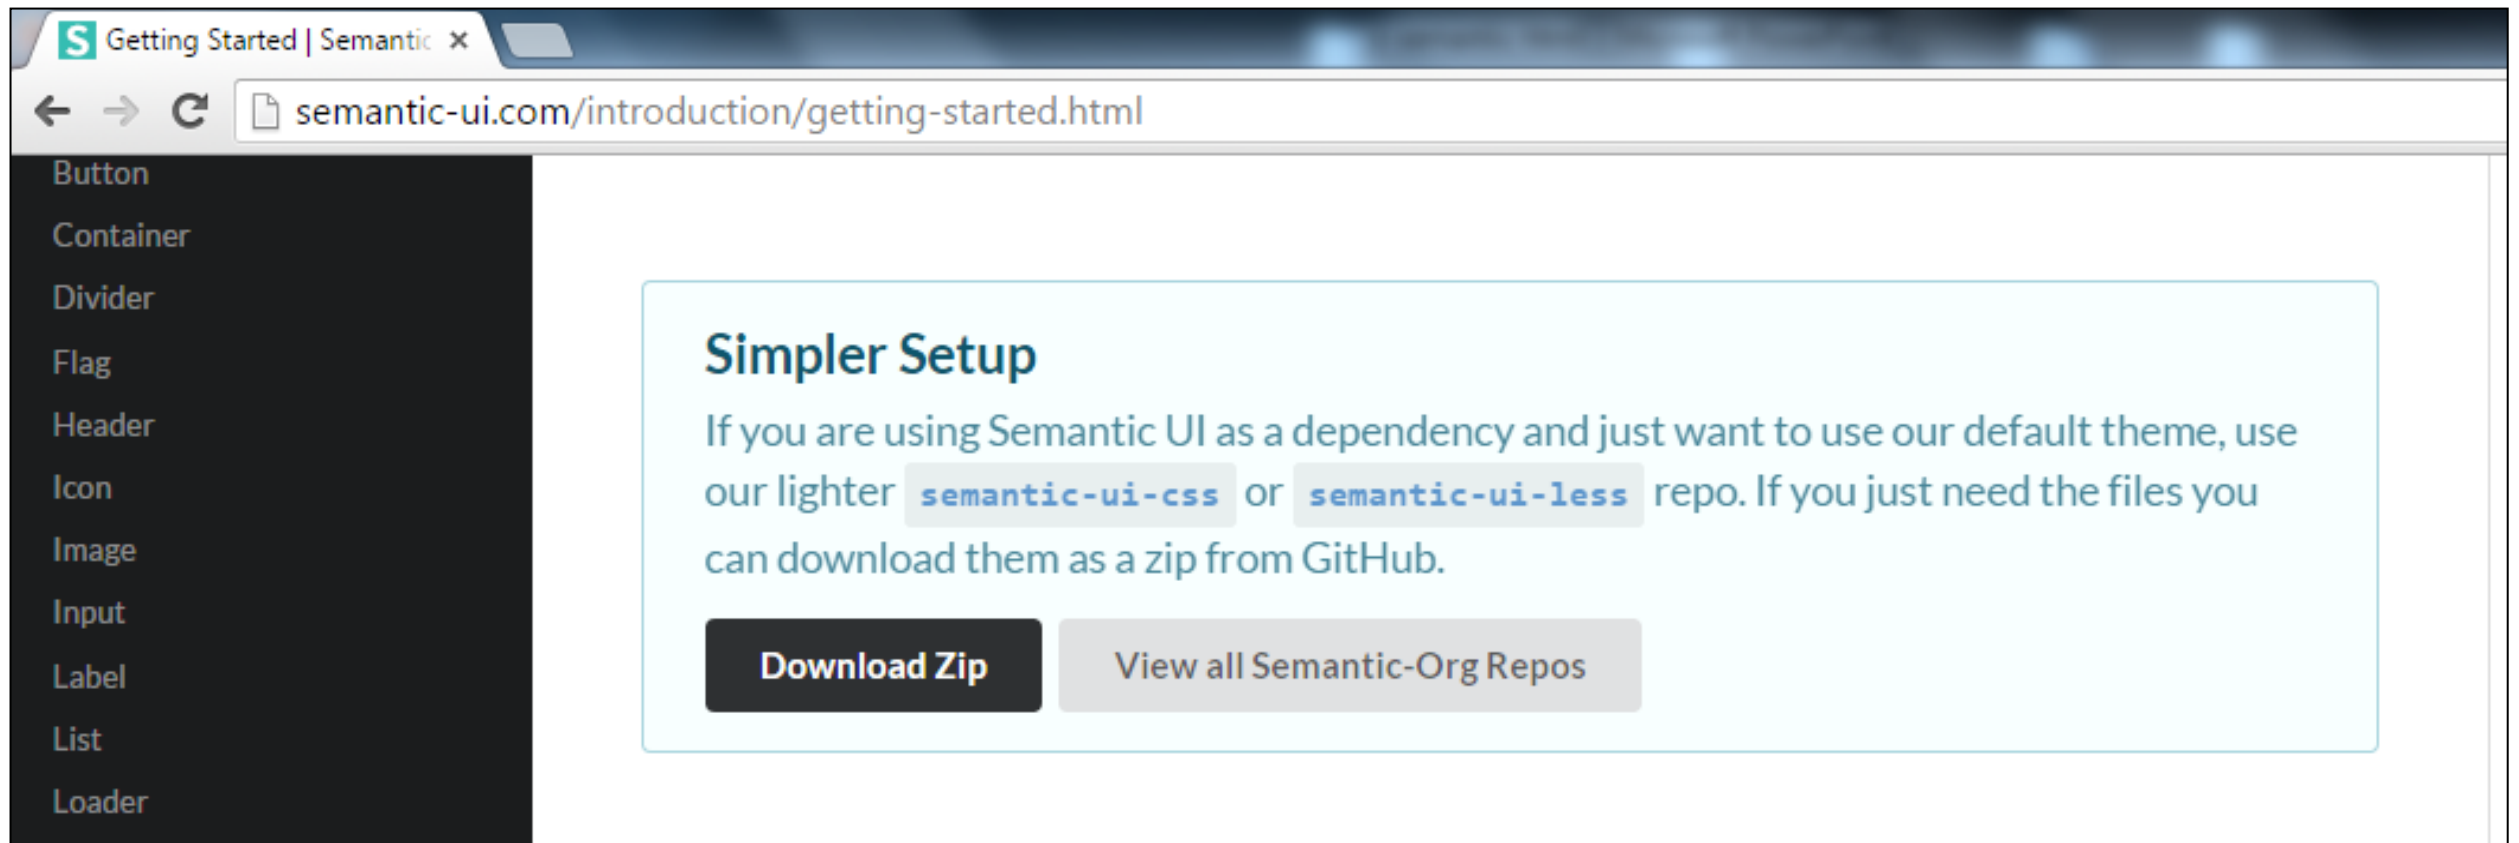 S Getting Started | Semantic ×
semantic-ui.com/introduction/getting-started.html
Button
Container
Divider
Flag
Header
Icon
Image
Input
Label
List
Loader
Simpler Setup
If you are using Semantic UI as a dependency and just want to use our default theme, use
our lighter semantic-ui-css or semantic-ui-less repo. If you just need the files you
can download them as a zip from GitHub.
Download Zip View all Semantic-Org Repos